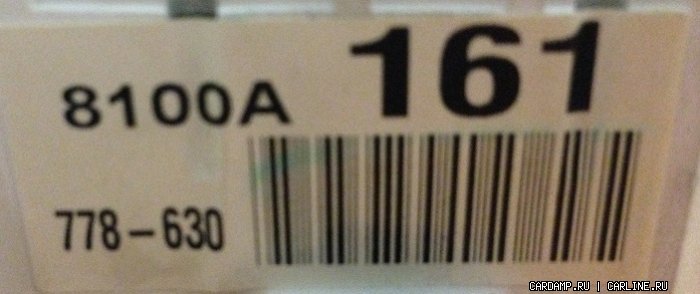 8100A 161
778-630
CARDAMP.RU | CARLINE.RU